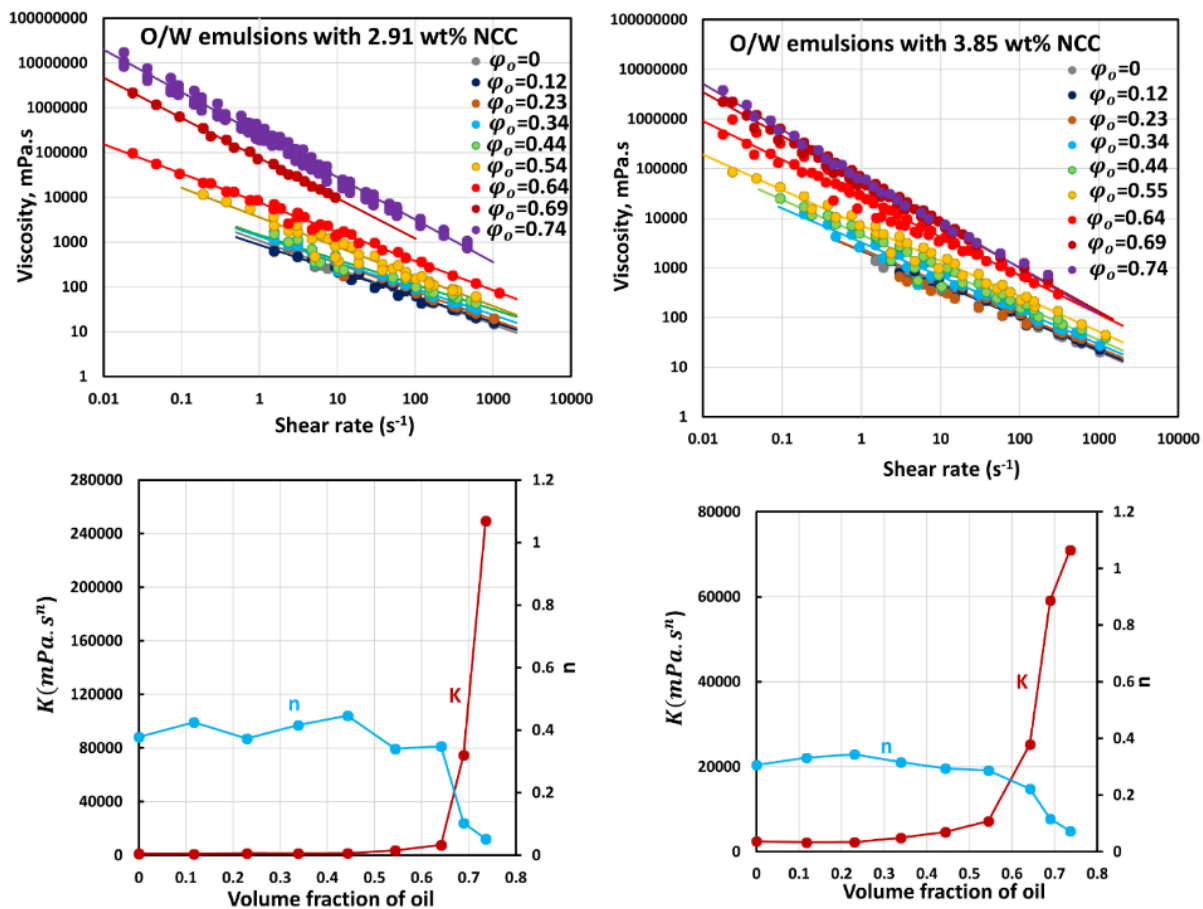 O/W emulsions with 2.91 wt% NCC
100000000
10000000
1000000
100000
10000
1000
100
10
1
Viscosity, mPa.s
φₒ=0
φₒ=0.12
φₒ=0.23
φₒ=0.34
φₒ=0.44
φₒ=0.54
φₒ=0.64
φₒ=0.69
φₒ=0.74
0.01 0.1 1 10 100 1000 10000
Shear rate (s⁻¹)
O/W emulsions with 3.85 wt% NCC
100000000
10000000
1000000
100000
10000
1000
100
10
1
Viscosity, mPa.s
φₒ=0
φₒ=0.12
φₒ=0.23
φₒ=0.34
φₒ=0.44
φₒ=0.55
φₒ=0.64
φₒ=0.69
φₒ=0.74
0.01 0.1 1 10 100 1000 10000
Shear rate (s⁻¹)
280000
240000
200000
160000
120000
80000
40000
0
K(mPa.sⁿ)
n
K
1.2
1
0.8
0.6
0.4
0.2
0
n
0 0.1 0.2 0.3 0.4 0.5 0.6 0.7 0.8
Volume fraction of oil
80000
60000
40000
20000
0
K(mPa.sⁿ)
n
K
1.2
1
0.8
0.6
0.4
0.2
0
n
0 0.1 0.2 0.3 0.4 0.5 0.6 0.7 0.8
Volume fraction of oil